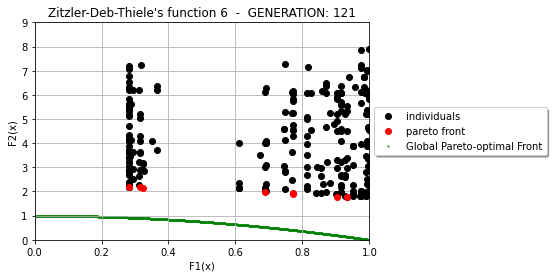 Zitzler-Deb-Thiele's function 6 - GENERATION: 121
9
8
7
6
5
4
3
2
1
0
F2(x)
0.0 0.2 0.4 0.6 0.8 1.0
F1(x)
individuals
pareto front
Global Pareto-optimal Front